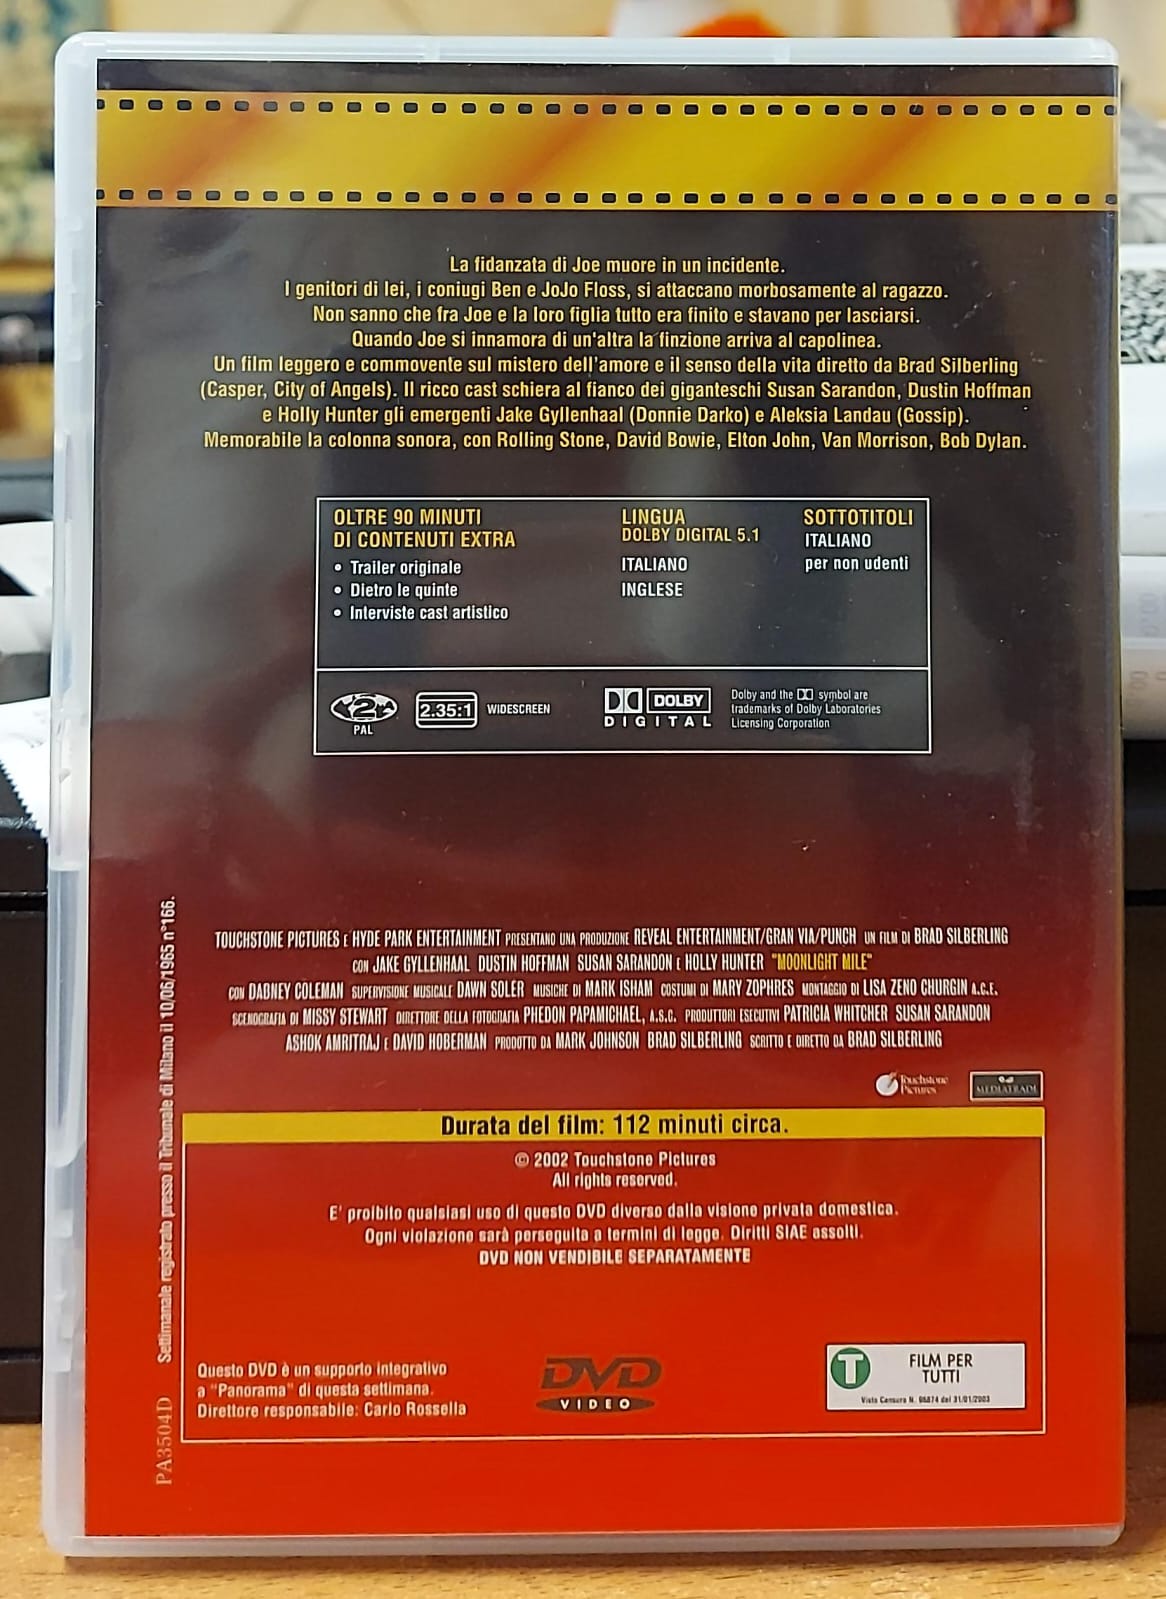 La fidanzata di Joe muore in un incidente.
I genitori di lei, i coniugi Ben e JoJo Floss, si attaccano morbosamente al ragazzo.
Non sanno che fra Joe e la loro figlia tutto era finito e stavano per lasciarsi.
Quando Joe si innamora di un'altra la finzione arriva al capolinea.
Un film leggero e commovente sul mistero dell'amore e il senso della vita diretto da Brad Silberling
(Casper, City of Angels). Il ricco cast schiera al fianco dei giganteschi Susan Sarandon, Dustin Hoffman
e Holly Hunter gli emergenti Jake Gyllenhaal (Donnie Darko) e Aleksia Landau (Gossip).
Memorabile la colonna sonora, con Rolling Stone, David Bowie, Elton John, Van Morrison, Bob Dylan.
OLTRE 90 MINUTI
DI CONTENUTI EXTRA
• Trailer originale
• Dietro le quinte
• Interviste cast artistico
LINGUA
DOLBY DIGITAL 5.1
ITALIANO
INGLESE
SOTTOTITOLI
ITALIANO
per non udenti
2
PAL
2.35:1 WIDESCREEN
DOLBY
DIGITAL
Dolby and the symbol are
trademarks of Dolby Laboratories
Licensing Corporation
TOUCHSTONE PICTURES E HYDE PARK ENTERTAINMENT PRESENTANO UNA PRODUZIONE REVEAL ENTERTAINMENT/GRAN VIA/PUNCH UN FILM DI BRAD SILBERLING
CON JAKE GYLLENHAAL DUSTIN HOFFMAN SUSAN SARANDON E HOLLY HUNTER "MOONLIGHT MILE"
CON DABNEY COLEMAN SUPERVISIONE MUSICALE DAWN SOLER MUSICHE DI MARK ISHAM COSTUMI DI MARY ZOPHRES MONTAGGIO DI LISA ZENO CHURGIN A.C.E.
SCENOGRAFIA DI MISSY STEWART DIRETTORE DELLA FOTOGRAFIA PHEDON PAPAMICHAEL, A.S.C. PRODUTTORI ESECUTIVI PATRICIA WHITCHER SUSAN SARANDON
ASHOK AMRITRAJ E DAVID HOBERMAN PRODOTTO DA MARK JOHNSON BRAD SILBERLING SCRITTO E DIRETTO DA BRAD SILBERLING
Touchstone
Pictures
MEDIATRADE
Durata del film: 112 minuti circa.
© 2002 Touchstone Pictures
All rights reserved.
E' proibito qualsiasi uso di questo DVD diverso dalla visione privata domestica.
Ogni violazione sarà perseguita a termini di legge. Diritti SIAE assolti.
DVD NON VENDIBILE SEPARATAMENTE
Questo DVD è un supporto integrativo
a "Panorama" di questa settimana.
Direttore responsabile: Carlo Rossella
DVD
VIDEO
T
FILM PER
TUTTI
Visto Censura N. 96874 del 31/01/2003
PA3504D Settimanale registrato presso il Tribunale di Milano il 10/06/1965 n°166.